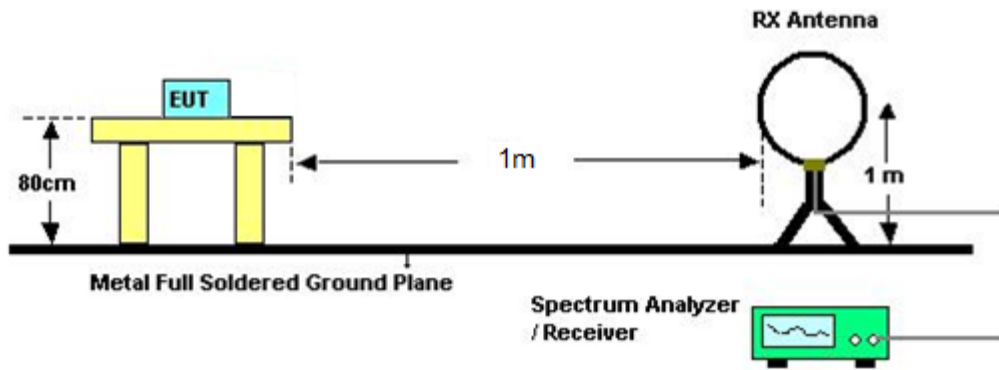 RX Antenna
EUT
1m
80cm
1 m
Metal Full Soldered Ground Plane
Spectrum Analyzer
/ Receiver